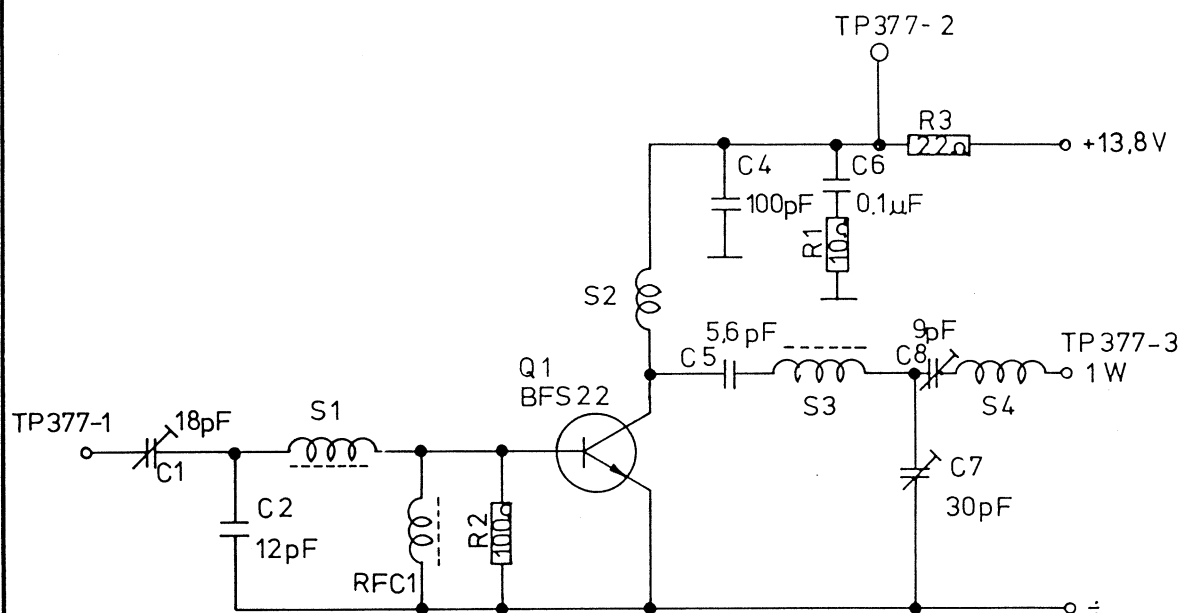 TP377-2
R3
22Ω
+13,8V
C4
100pF
C6
0.1µF
R1
10Ω
S2
5,6pF
C5
S3
9pF
C8
S4
TP377-3
1W
Q1
BFS22
TP377-1
18pF
C1
S1
C2
12pF
RFC1
R2
100Ω
C7
30pF
÷